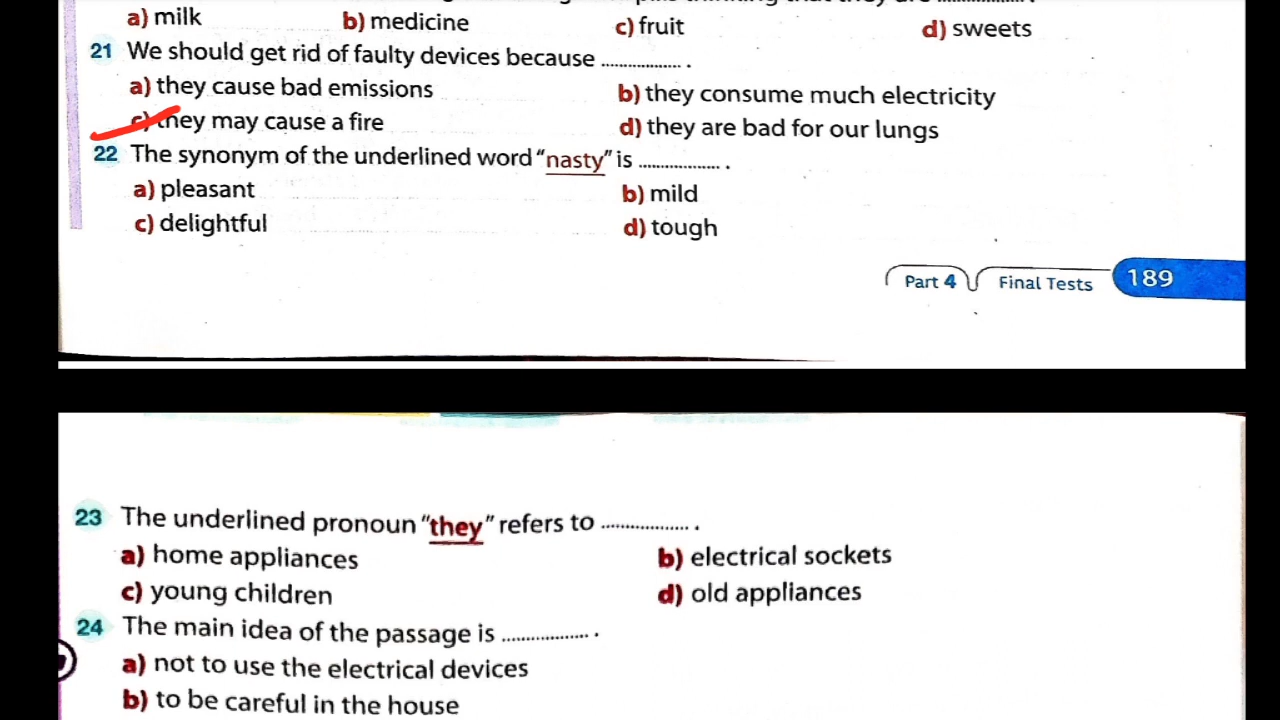 a) milk b) medicine c) fruit d) sweets
21 We should get rid of faulty devices because .................. .
a) they cause bad emissions b) they consume much electricity
c) they may cause a fire d) they are bad for our lungs
22 The synonym of the underlined word "nasty" is .................. .
a) pleasant b) mild
c) delightful d) tough
Part 4 Final Tests 189
23 The underlined pronoun "they" refers to .................. .
a) home appliances b) electrical sockets
c) young children d) old appliances
24 The main idea of the passage is .................. .
a) not to use the electrical devices
b) to be careful in the house